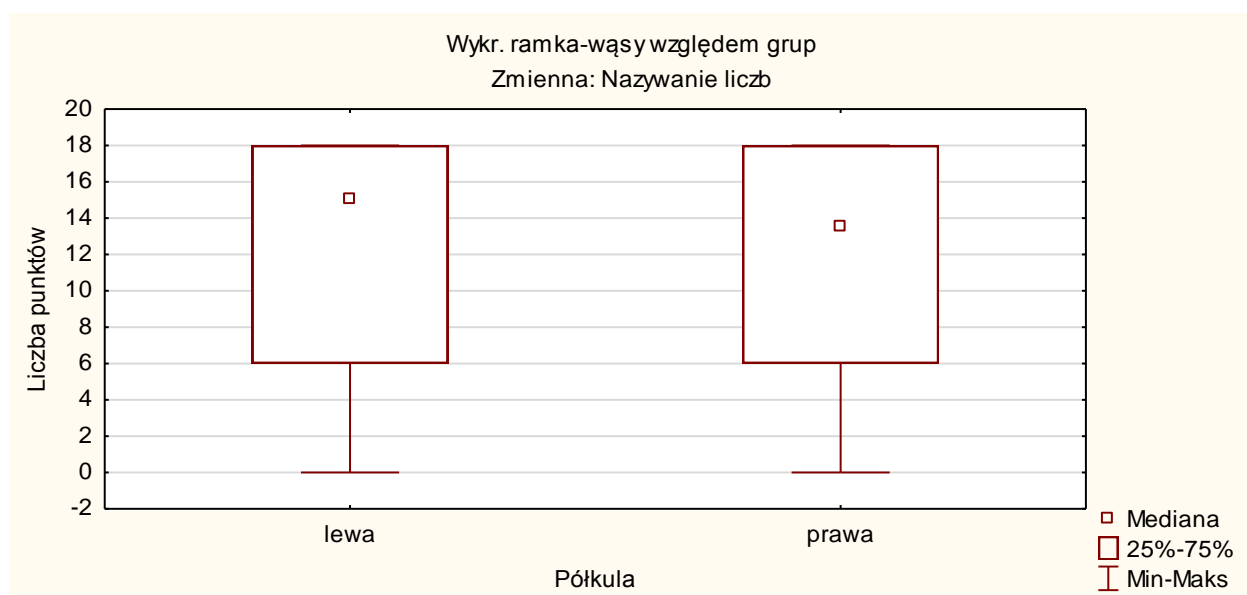 Wykr. ramka-wąsy względem grup
Zmienna: Nazywanie liczb
20
18
16
14
12
10
8
6
4
2
0
-2
Liczba punktów
lewa
prawa
Półkula
Mediana
25%-75%
Min-Maks